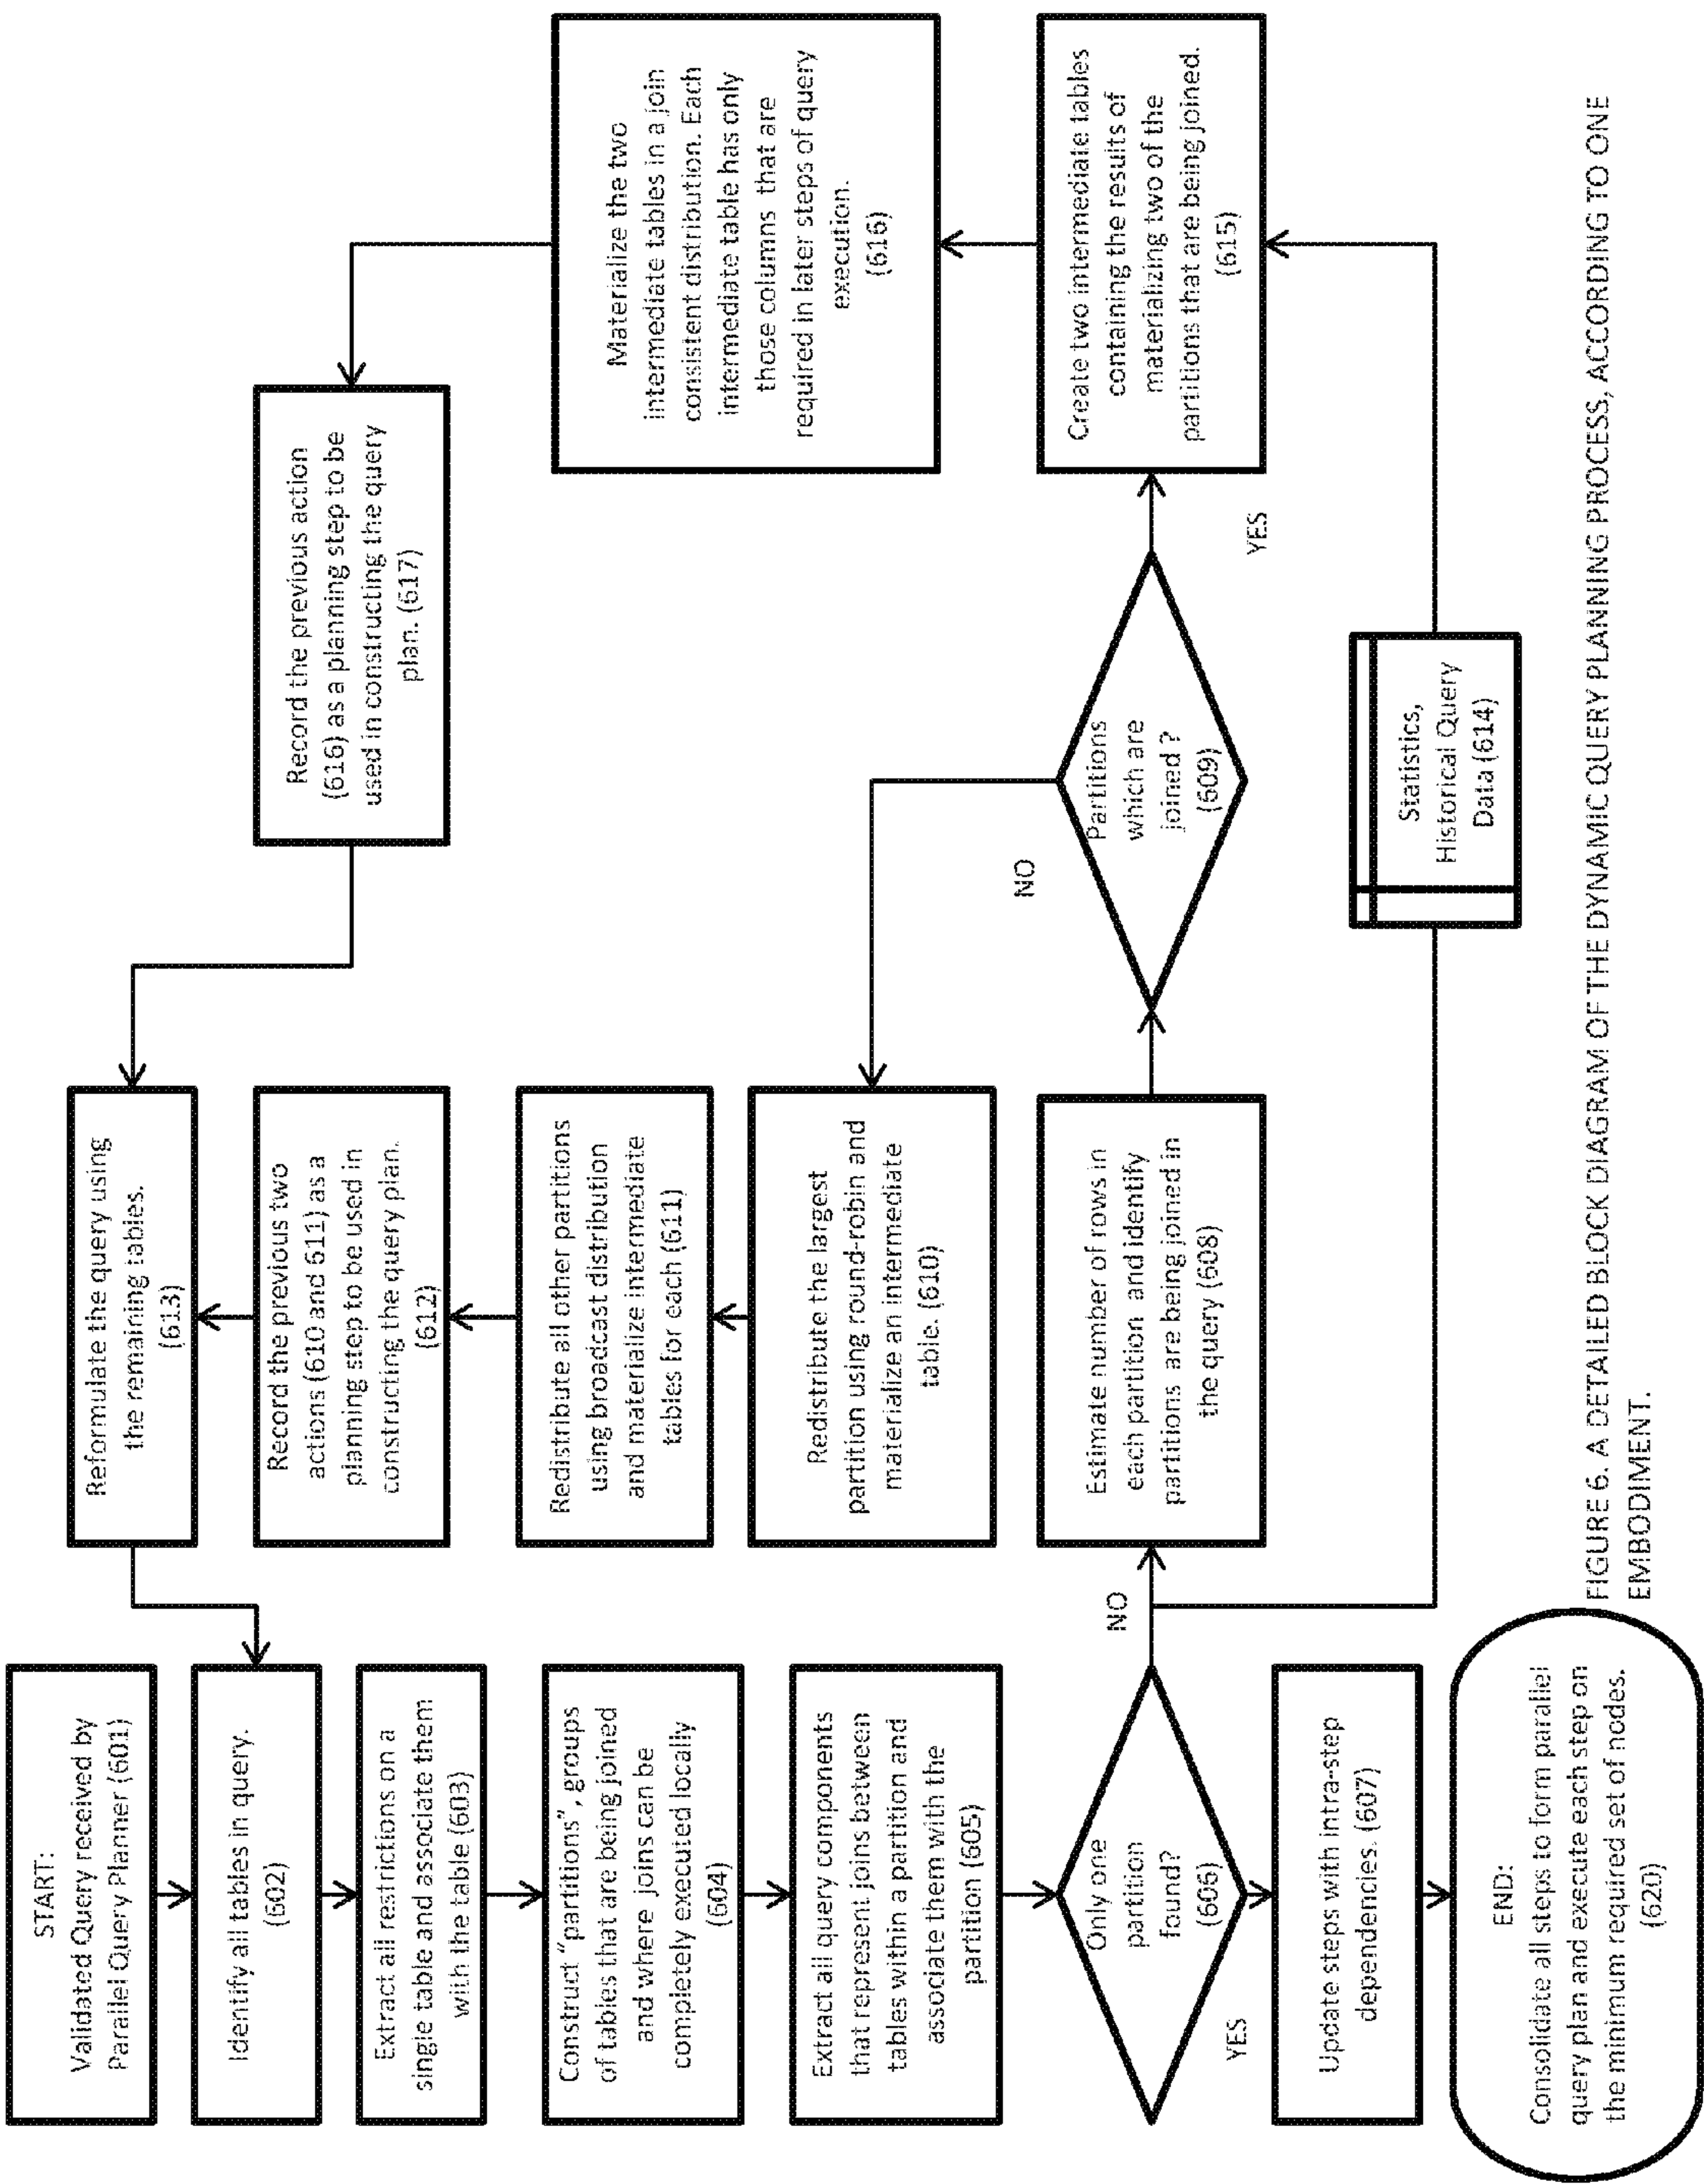 START:
Validated Query received by
Parallel Query Planner (601)
Identify all tables in query.
(602)
Extract all restrictions on a
single table and associate them
with the table (603)
Construct “partitions”, groups
of tables that are being joined
and where joins can be
completely executed locally
(604)
Extract all query components
that represent joins between
tables within a partition and
associate them with the
partition (605)
Only one
partition
found?
(606)
YES
NO
Update steps with intra-step
dependencies. (607)
END:
Consolidate all steps to form parallel
query plan and execute each step on
the minimum required set of nodes.
(620)
Reformulate the query using
the remaining tables.
(613)
Record the previous two
actions (610 and 611) as a
planning step to be used in
constructing the query plan.
(612)
Redistribute all other partitions
using broadcast distribution
and materialize intermediate
tables for each (611)
Redistribute the largest
partition using round-robin and
materialize an intermediate
table. (610)
Estimate number of rows in
each partition and identify
partitions are being joined in
the query (608)
NO
Partitions
which are
joined ?
(609)
YES
Statistics,
Historical Query
Data (614)
Record the previous action
(616) as a planning step to be
used in constructing the query
plan. (617)
Materialize the two
intermediate tables in a join
consistent distribution. Each
intermediate table has only
those columns that are
required in later steps of query
execution.
(616)
Create two intermediate tables
containing the results of
materializing two of the
partitions that are being joined.
(615)
FIGURE 6. A DETAILED BLOCK DIAGRAM OF THE DYNAMIC QUERY PLANNING PROCESS, ACCORDING TO ONE
EMBODIMENT.